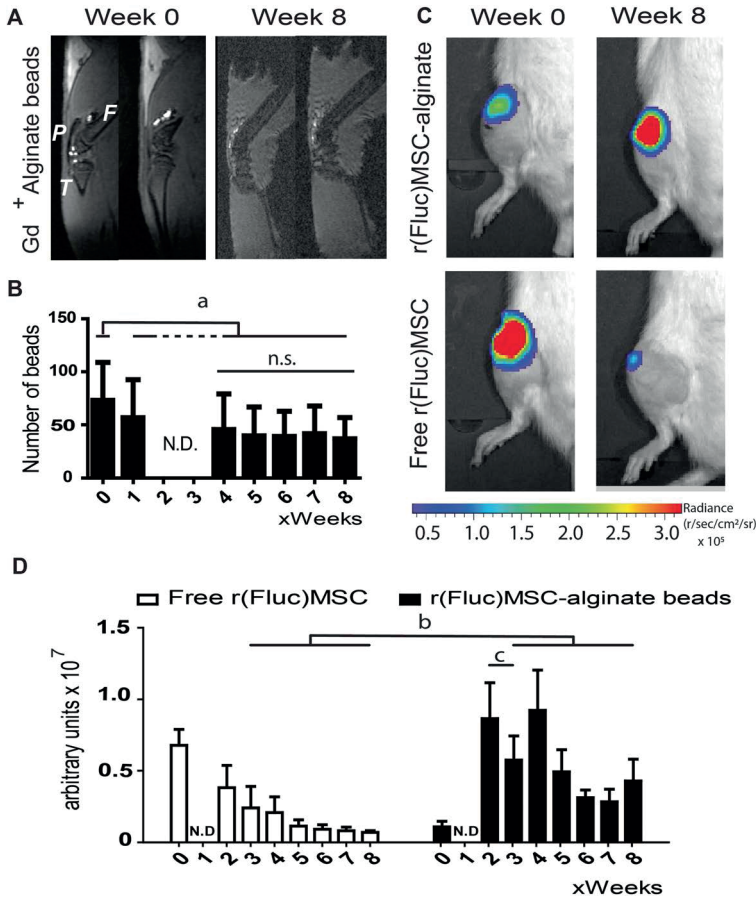 A
Week 0
Week 8
Gd + Alginate beads
P
F
T
B
Number of beads
150
100
50
0
a
n.s.
N.D.
0 1 2 3 4 5 6 7 8
xWeeks
C
Week 0
Week 8
r(Fluc)MSC-alginate
Free r(Fluc)MSC
0.5 1.0 1.5 2.0 2.5 3.0
Radiance
(r/sec/cm²/sr)
x 10⁵
D
Free r(Fluc)MSC
r(Fluc)MSC-alginate beads
arbitrary units x 10⁷
1.5
1.0
0.5
0
b
c
N.D
N.D
0 1 2 3 4 5 6 7 8
0 1 2 3 4 5 6 7 8
xWeeks